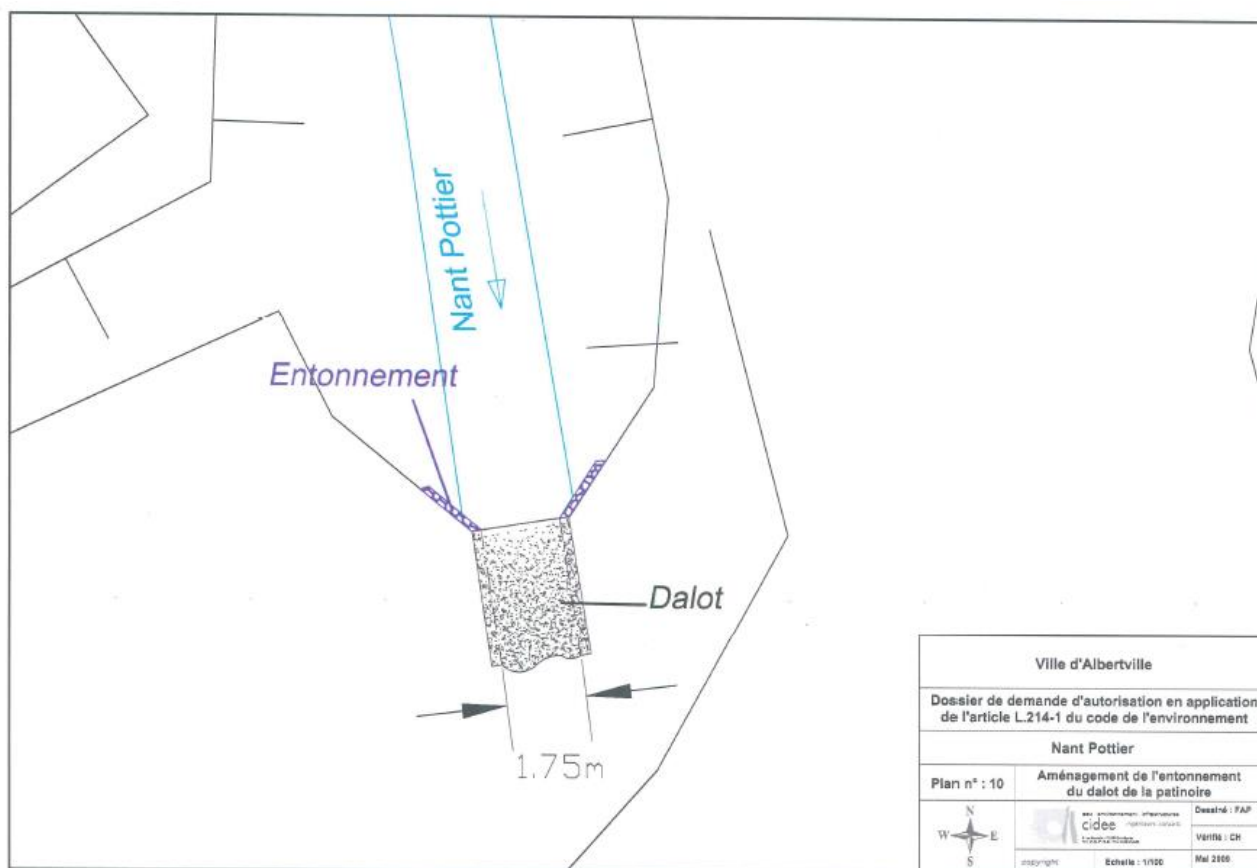 Nant Pottier
Entonnement
Dalot
1.75m
Ville d'Albertville
Dossier de demande d'autorisation en application
de l'article L.214-1 du code de l'environnement
Nant Pottier
Plan n° : 10
Aménagement de l'entonnement
du dalot de la patinoire
N
W
E
S
cidee
Dessiné : FAP
Vérifié : CH
copyright
Echelle : 1/100